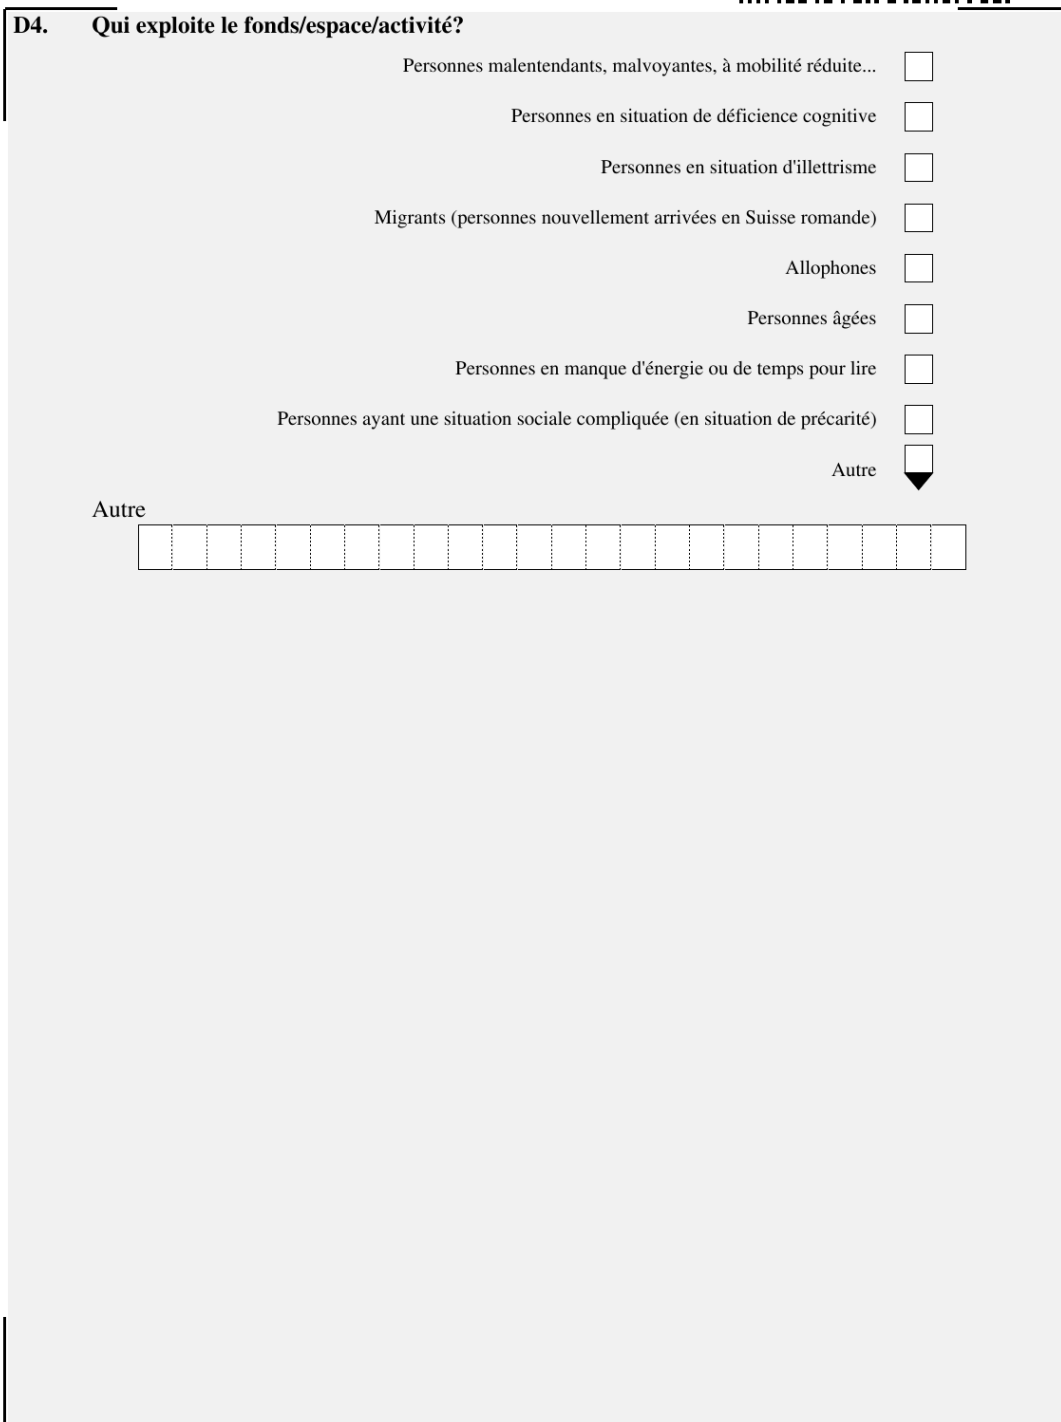 D4. Qui exploite le fonds/espace/activité?
Personnes malentendants, malvoyantes, à mobilité réduite...
Personnes en situation de déficience cognitive
Personnes en situation d'illettrisme
Migrants (personnes nouvellement arrivées en Suisse romande)
Allophones
Personnes âgées
Personnes en manque d'énergie ou de temps pour lire
Personnes ayant une situation sociale compliquée (en situation de précarité)
Autre
Autre